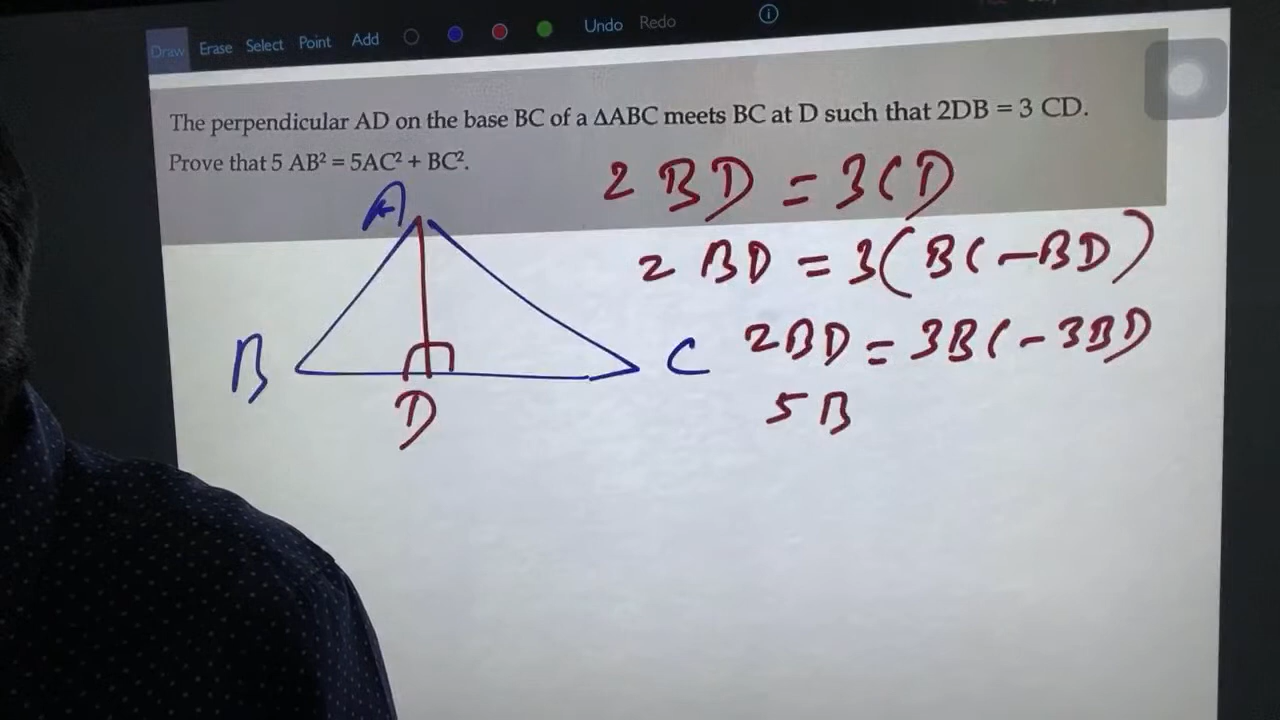 Draw Erase Select Point Add Undo Redo
The perpendicular AD on the base BC of a ΔABC meets BC at D such that 2DB = 3 CD.
Prove that 5 AB² = 5AC² + BC².
2 BD = 3CD
A
2 BD = 3(BC - BD)
B
C
2BD = 3BC - 3BD
D
5 B